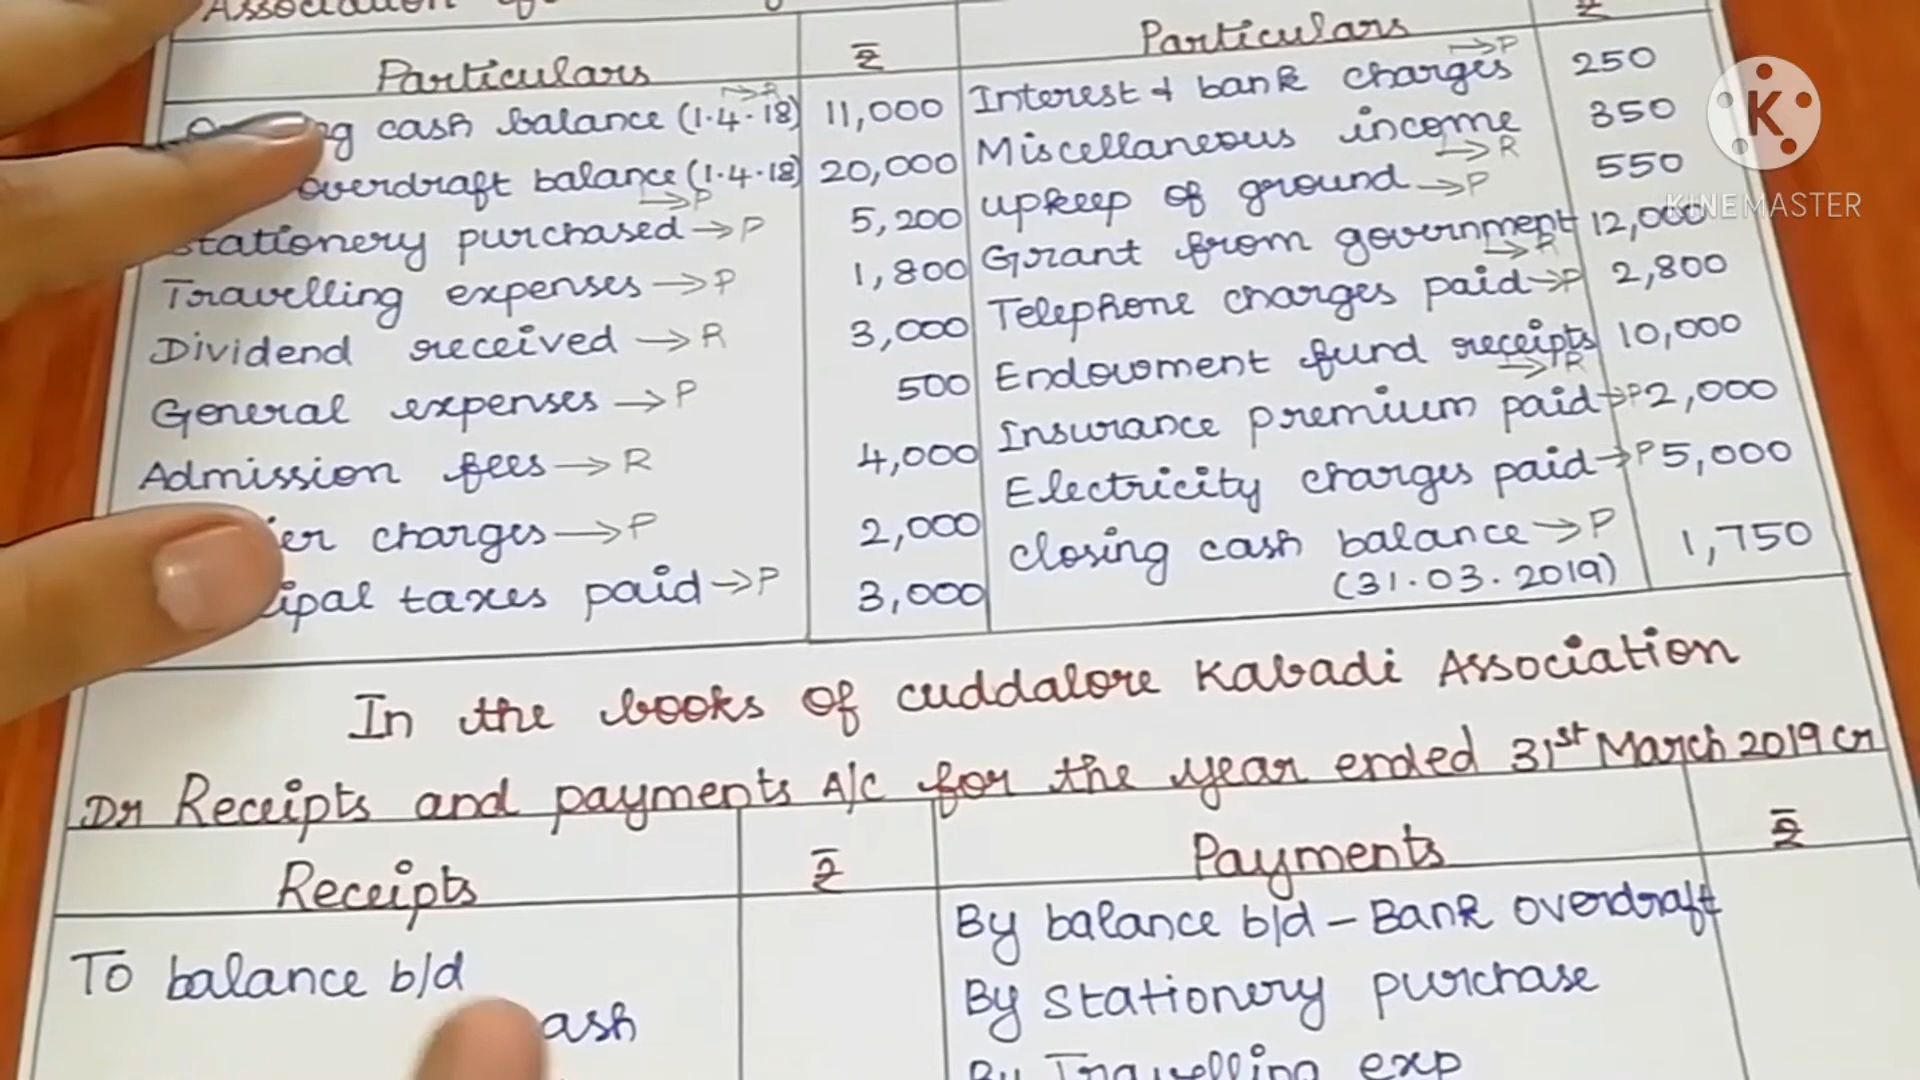 Association
Particulars ₹ Particulars ₹
cash balance (1.4.18) →R 11,000 Interest & bank charges →P 250
overdraft balance (1.4.18) →P 20,000 Miscellaneous income →R 350
Stationery purchased →P 5,200 upkeep of ground →P 550
Travelling expenses →P 1,800 Grant from government →R 12,000
Dividend received →R 3,000 Telephone charges paid →P 2,800
General expenses →P 500 Endowment fund receipts →R 10,000
Admission fees →R 4,000 Insurance premium paid →P 2,000
charges →P 2,000 Electricity charges paid →P 5,000
taxes paid →P 3,000 closing cash balance →P 1,750
(31.03.2019)
In the books of cuddalore Kabadi Association
Dr Receipts and payments A/C for the year ended 31st March 2019 Cr
Receipts ₹ Payments ₹
To balance b/d By balance b/d - Bank overdraft
By Stationery purchase
By Travelling exp
K
KINEMASTER